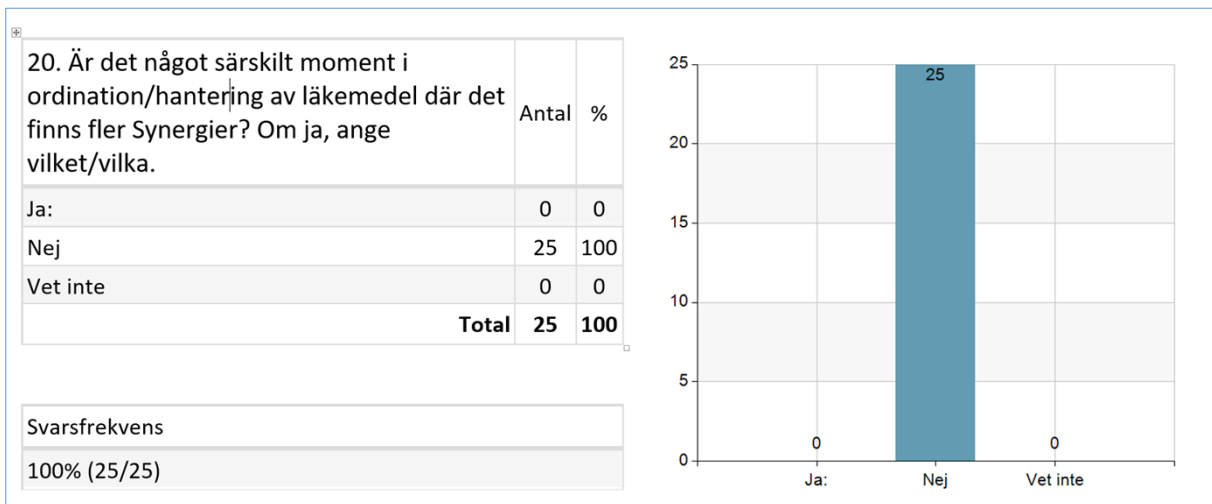 20. Är det något särskilt moment i
ordination/hantering av läkemedel där det
finns fler Synergier? Om ja, ange
vilket/vilka.
Antal %
Ja: 0 0
Nej 25 100
Vet inte 0 0
Total 25 100
Svarsfrekvens
100% (25/25)
25
20
15
10
5
0
0
25
0
Ja: Nej Vet inte